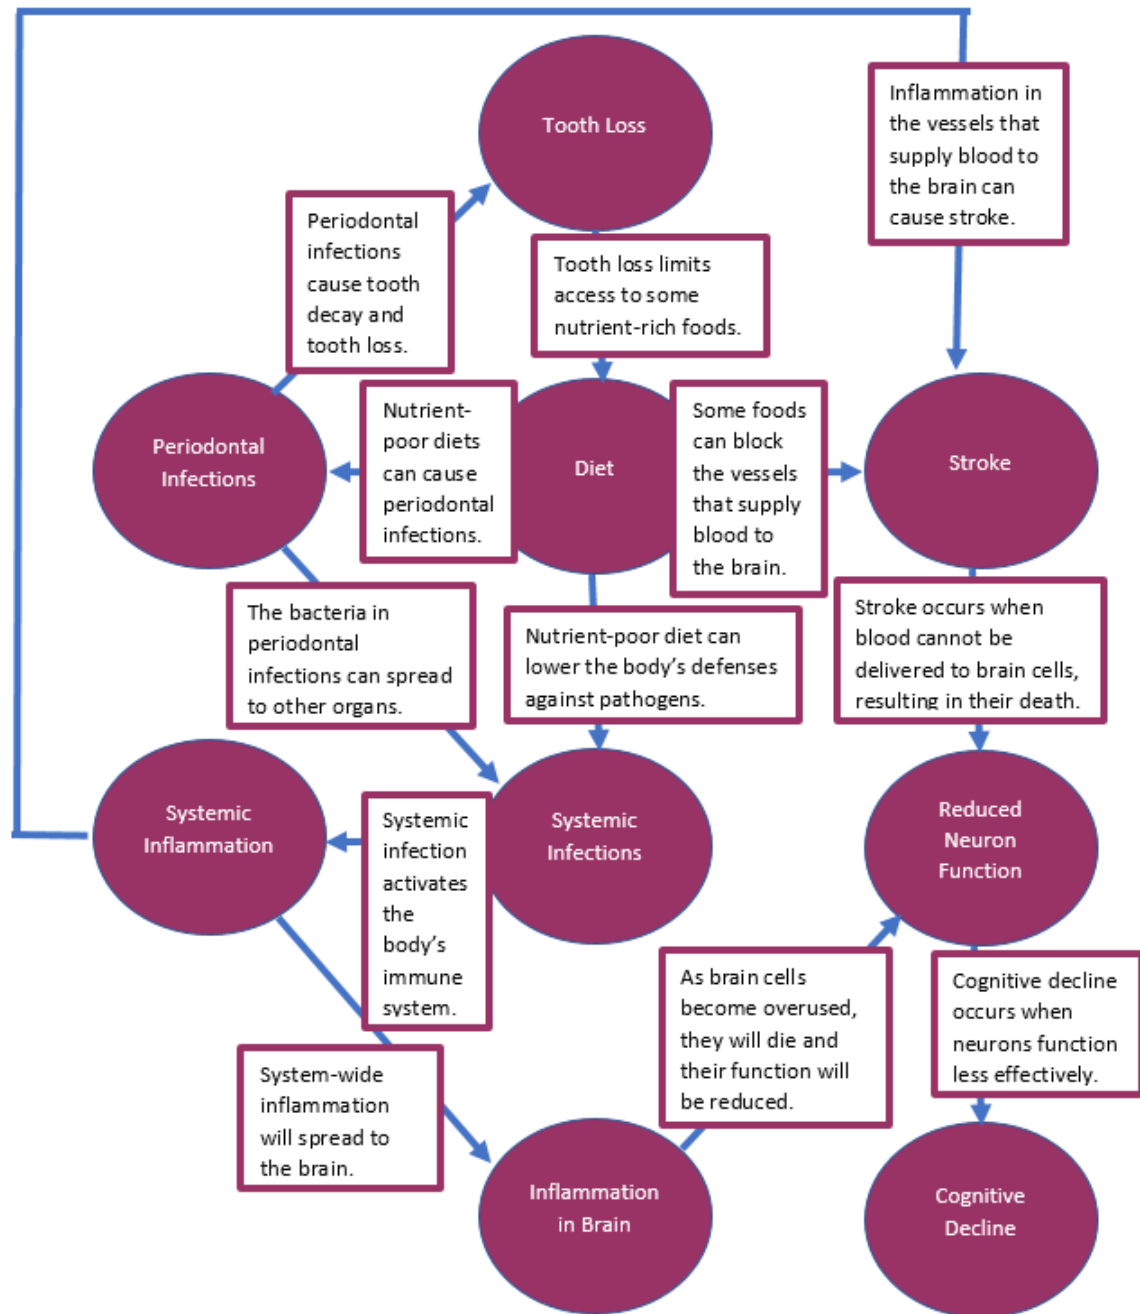 Tooth Loss
Inflammation in
the vessels that
supply blood to
the brain can
cause stroke.
Periodontal
infections
cause tooth
decay and
tooth loss.
Tooth loss limits
access to some
nutrient-rich foods.
Periodontal
Infections
Nutrient-
poor diets
can cause
periodontal
infections.
Diet
Some foods
can block
the vessels
that supply
blood to
the brain.
Stroke
The bacteria in
periodontal
infections can spread
to other organs.
Nutrient-poor diet can
lower the body’s defenses
against pathogens.
Stroke occurs when
blood cannot be
delivered to brain cells,
resulting in their death.
Systemic
Inflammation
Systemic
infection
activates
the
body’s
immune
system.
Systemic
Infections
Reduced
Neuron
Function
System-wide
inflammation
will spread to
the brain.
As brain cells
become overused,
they will die and
their function will
be reduced.
Cognitive decline
occurs when
neurons function
less effectively.
Inflammation
in Brain
Cognitive
Decline